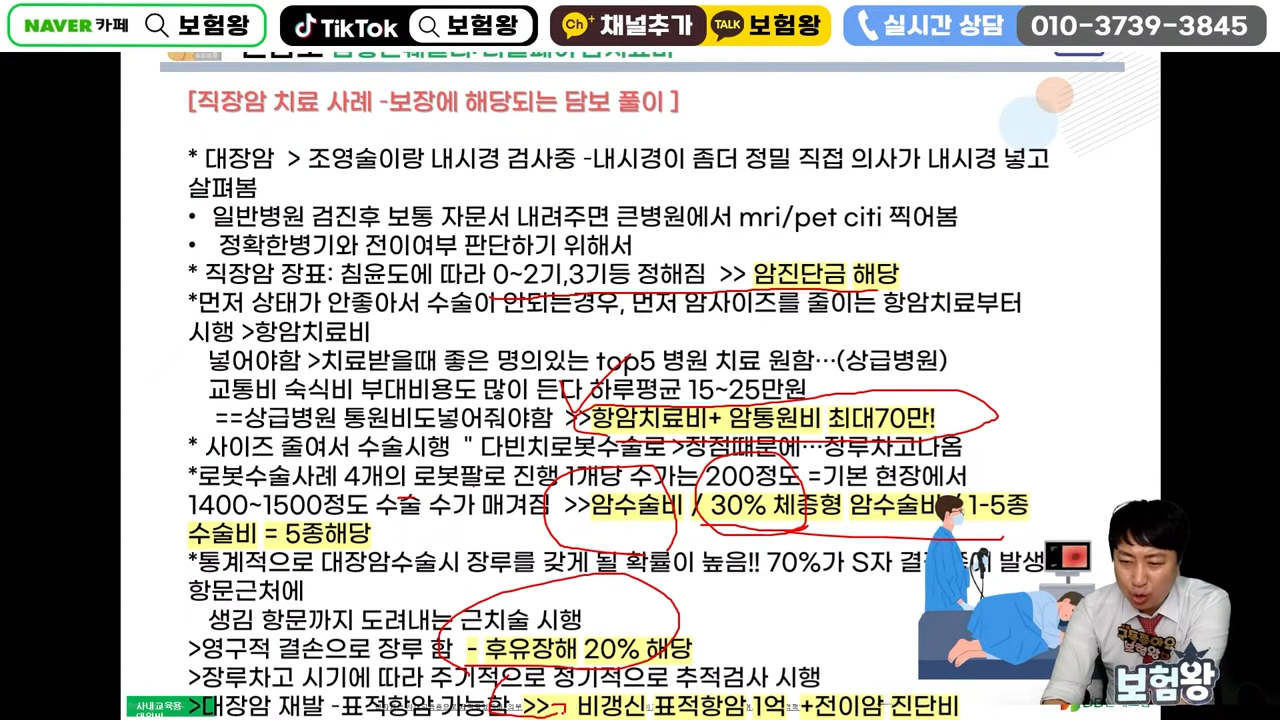 NAVER 카페 보험왕 TikTok 보험왕 Ch+ 채널추가 TALK 보험왕 실시간 상담 010-3739-3845
[직장암 치료 사례 -보장에 해당되는 담보 풀이 ]
* 대장암 > 조영술이랑 내시경 검사중 -내시경이 좀더 정밀 직접 의사가 내시경 넣고
살펴봄
• 일반병원 검진후 보통 자문서 내려주면 큰병원에서 mri/pet citi 찍어봄
• 정확한병기와 전이여부 판단하기 위해서
* 직장암 장표: 침윤도에 따라 0~2기,3기등 정해짐 >> 암진단금 해당
*먼저 상태가 안좋아서 수술이 안되는경우, 먼저 암사이즈를 줄이는 항암치료부터
시행 >항암치료비
넣어야함 >치료받을때 좋은 명의있는 top5 병원 치료 원함…(상급병원)
교통비 숙식비 부대비용도 많이 든다 하루평균 15~25만원
==상급병원 통원비도넣어줘야함 >>항암치료비+ 암통원비 최대70만!
* 사이즈 줄여서 수술시행 " 다빈치로봇수술로 >장점때문에…장루차고나옴
*로봇수술사례 4개의 로봇팔로 진행 1개당 수가는 200정도 =기본 현장에서
1400~1500정도 수술 수가 매겨짐 >>암수술비 / 30% 체증형 암수술비 / 1-5종
수술비 = 5종해당
*통계적으로 대장암수술시 장루를 갖게 될 확률이 높음!! 70%가 S자 발생
항문근처에
생김 항문까지 도려내는 근치술 시행
>영구적 결손으로 장루 함 - 후유장해 20% 해당
>장루차고 시기에 따라 주기적으로 정기적으로 추적검사 시행
>대장암 재발 -표적항암 가능함 >>- 비갱신 표적항암 1억 +전이암 진단비
사내교육용
보험왕